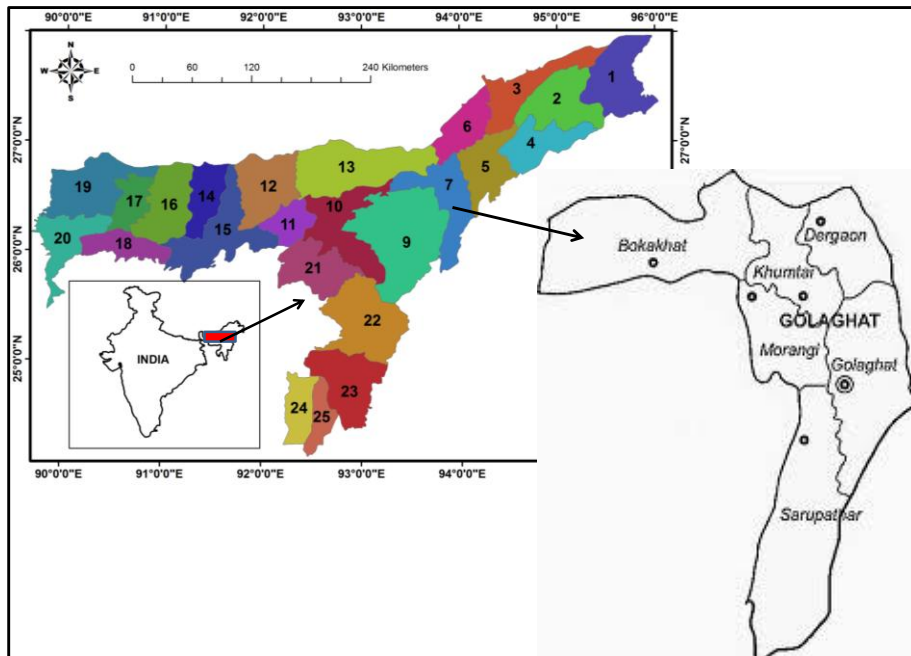 90°0'0"E 91°0'0"E 92°0'0"E 93°0'0"E 94°0'0"E 95°0'0"E 96°0'0"E
N
W E
S
0 60 120 240 Kilometers
27°0'0"N
26°0'0"N
25°0'0"N
27°0'0"N
1
2
3
4
5
6
7
9
10
11
12
13
14
15
16
17
18
19
20
21
22
23
24
25
INDIA
90°0'0"E 91°0'0"E 92°0'0"E 93°0'0"E 94°0'0"E
Bokakhat
Dergaon
Khumtai
GOLAGHAT
Morangi
Golaghat
Sarupathar